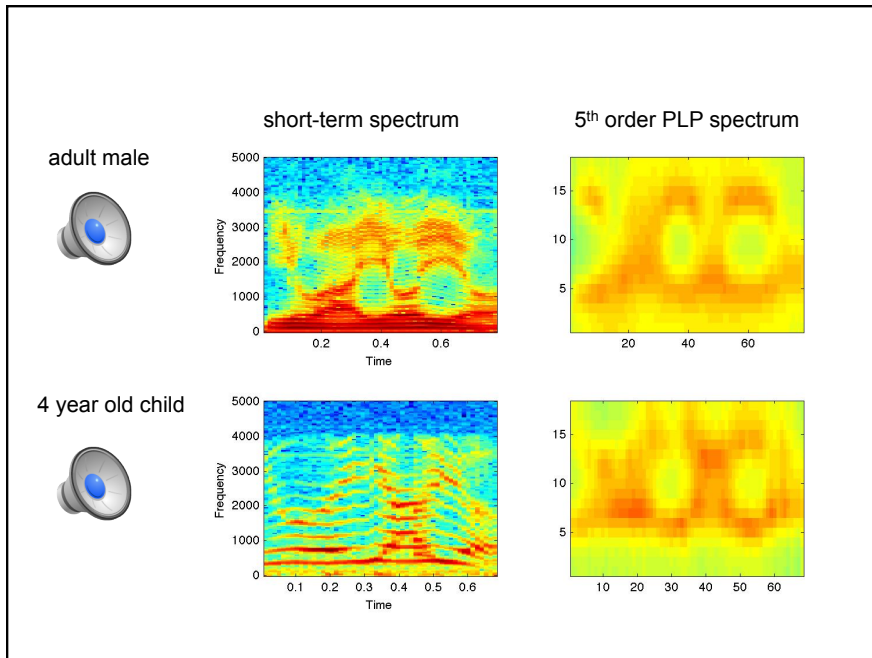 short-term spectrum
5th order PLP spectrum
adult male
5000
4000
3000
2000
1000
0
Frequency
0.2 0.4 0.6
Time
15
10
5
20 40 60
4 year old child
5000
4000
3000
2000
1000
0
Frequency
0.1 0.2 0.3 0.4 0.5 0.6
Time
15
10
5
10 20 30 40 50 60